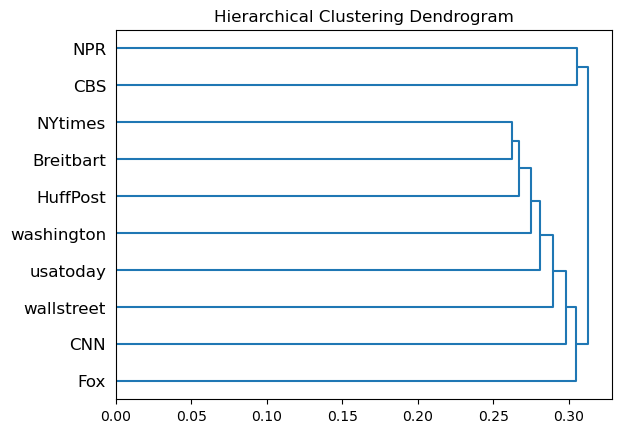 Hierarchical Clustering Dendrogram
NPR
CBS
NYtimes
Breitbart
HuffPost
washington
usatoday
wallstreet
CNN
Fox
0.00 0.05 0.10 0.15 0.20 0.25 0.30